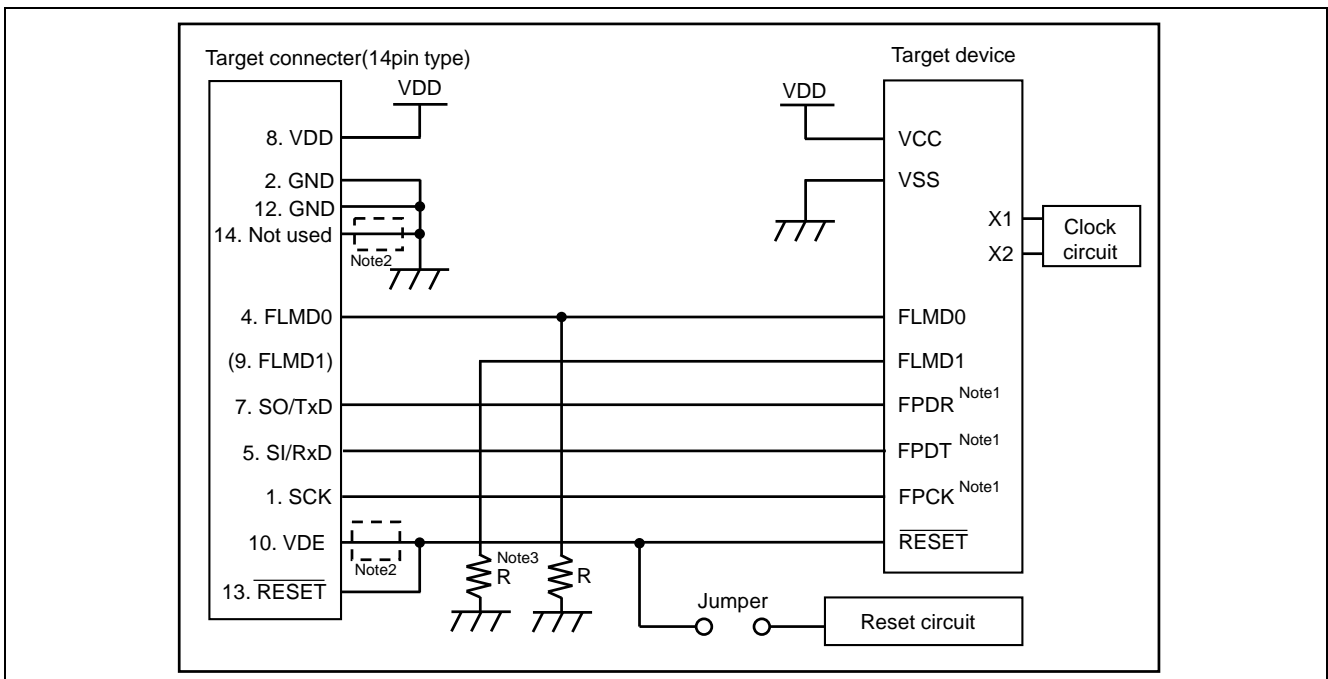 Target connecter(14pin type)
VDD
8. VDD
2. GND
12. GND
14. Not used
Note2
4. FLMD0
(9. FLMD1)
7. SO/TxD
5. SI/RxD
1. SCK
10. VDE
Note2
13. RESET
Note3
R
R
Jumper
Reset circuit
Target device
VDD
VCC
VSS
X1
X2
Clock
circuit
FLMD0
FLMD1
FPDR Note1
FPDT Note1
FPCK Note1
RESET